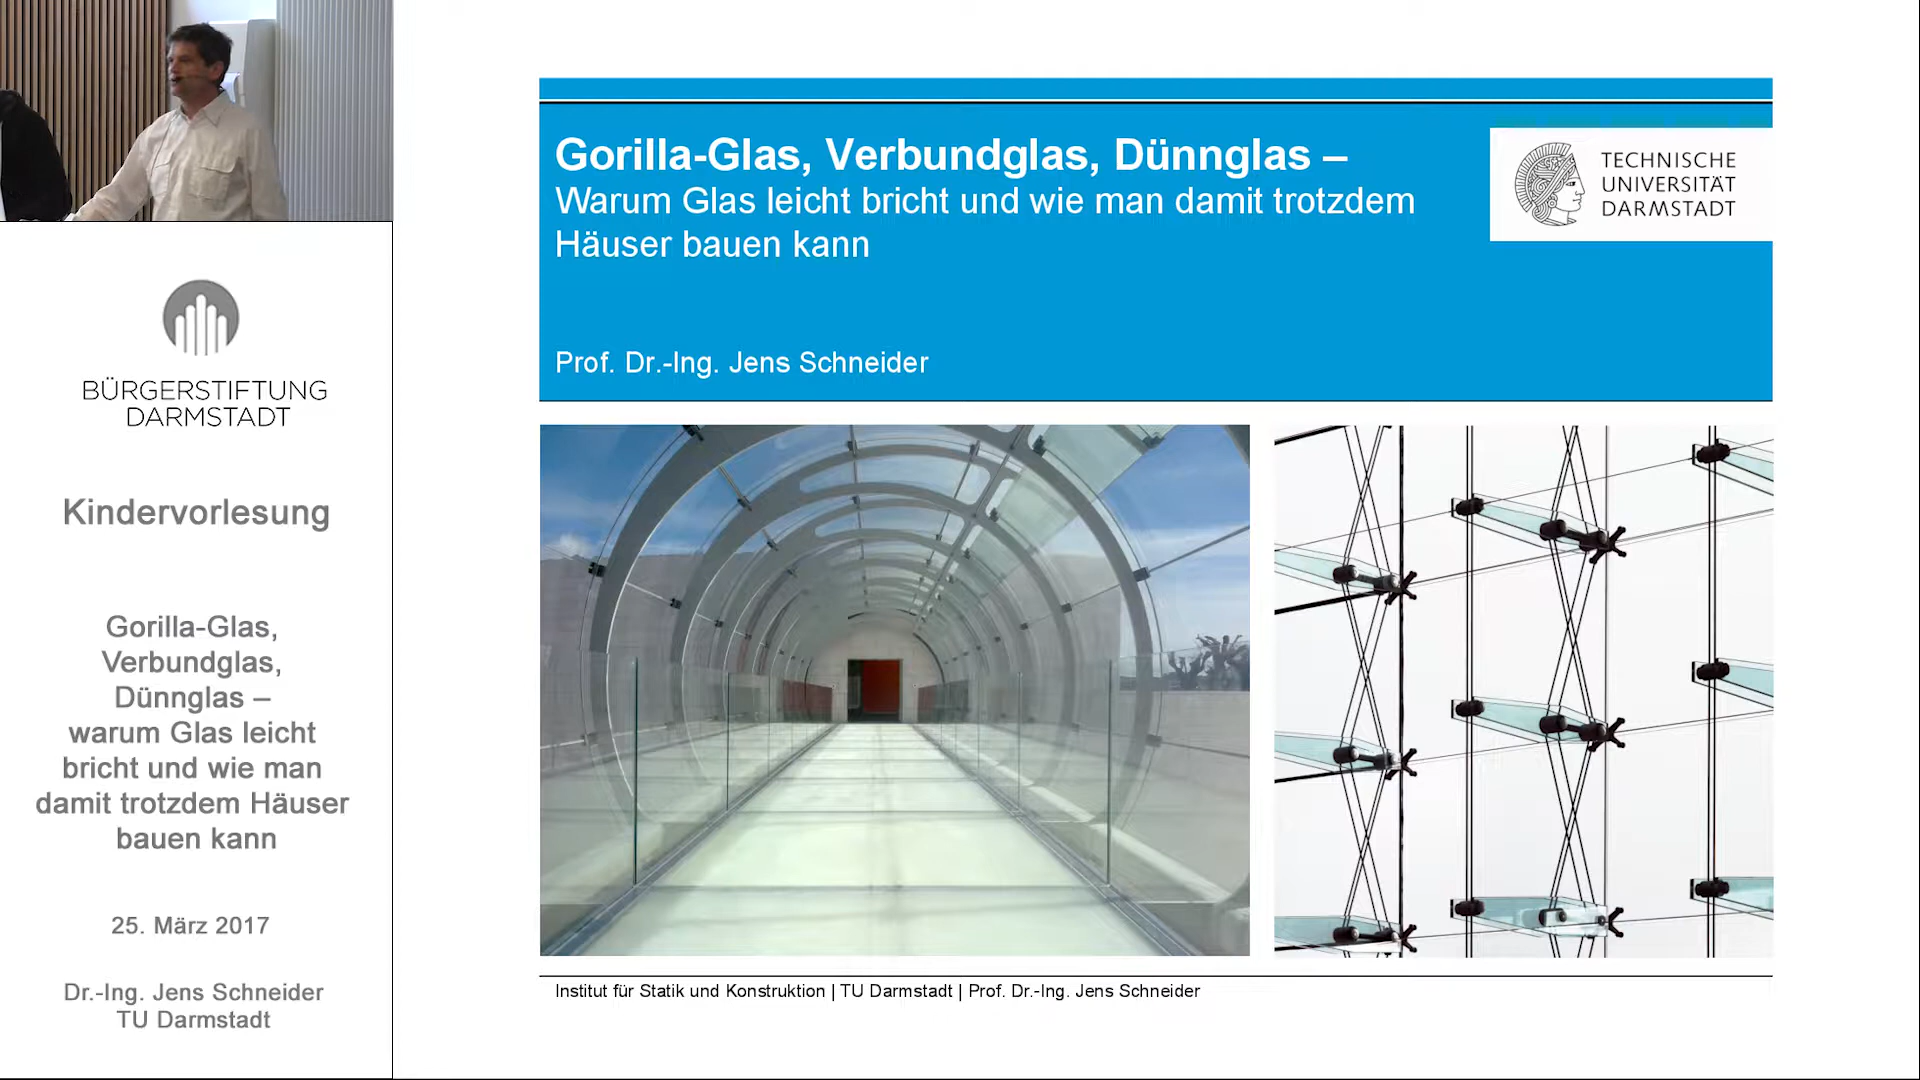 BÜRGERSTIFTUNG
DARMSTADT
Kindervorlesung
Gorilla-Glas,
Verbundglas,
Dünnglas –
warum Glas leicht
bricht und wie man
damit trotzdem Häuser
bauen kann
25. März 2017
Dr.-Ing. Jens Schneider
TU Darmstadt
Gorilla-Glas, Verbundglas, Dünnglas –
Warum Glas leicht bricht und wie man damit trotzdem
Häuser bauen kann
Prof. Dr.-Ing. Jens Schneider
TECHNISCHE
UNIVERSITÄT
DARMSTADT
Institut für Statik und Konstruktion | TU Darmstadt | Prof. Dr.-Ing. Jens Schneider